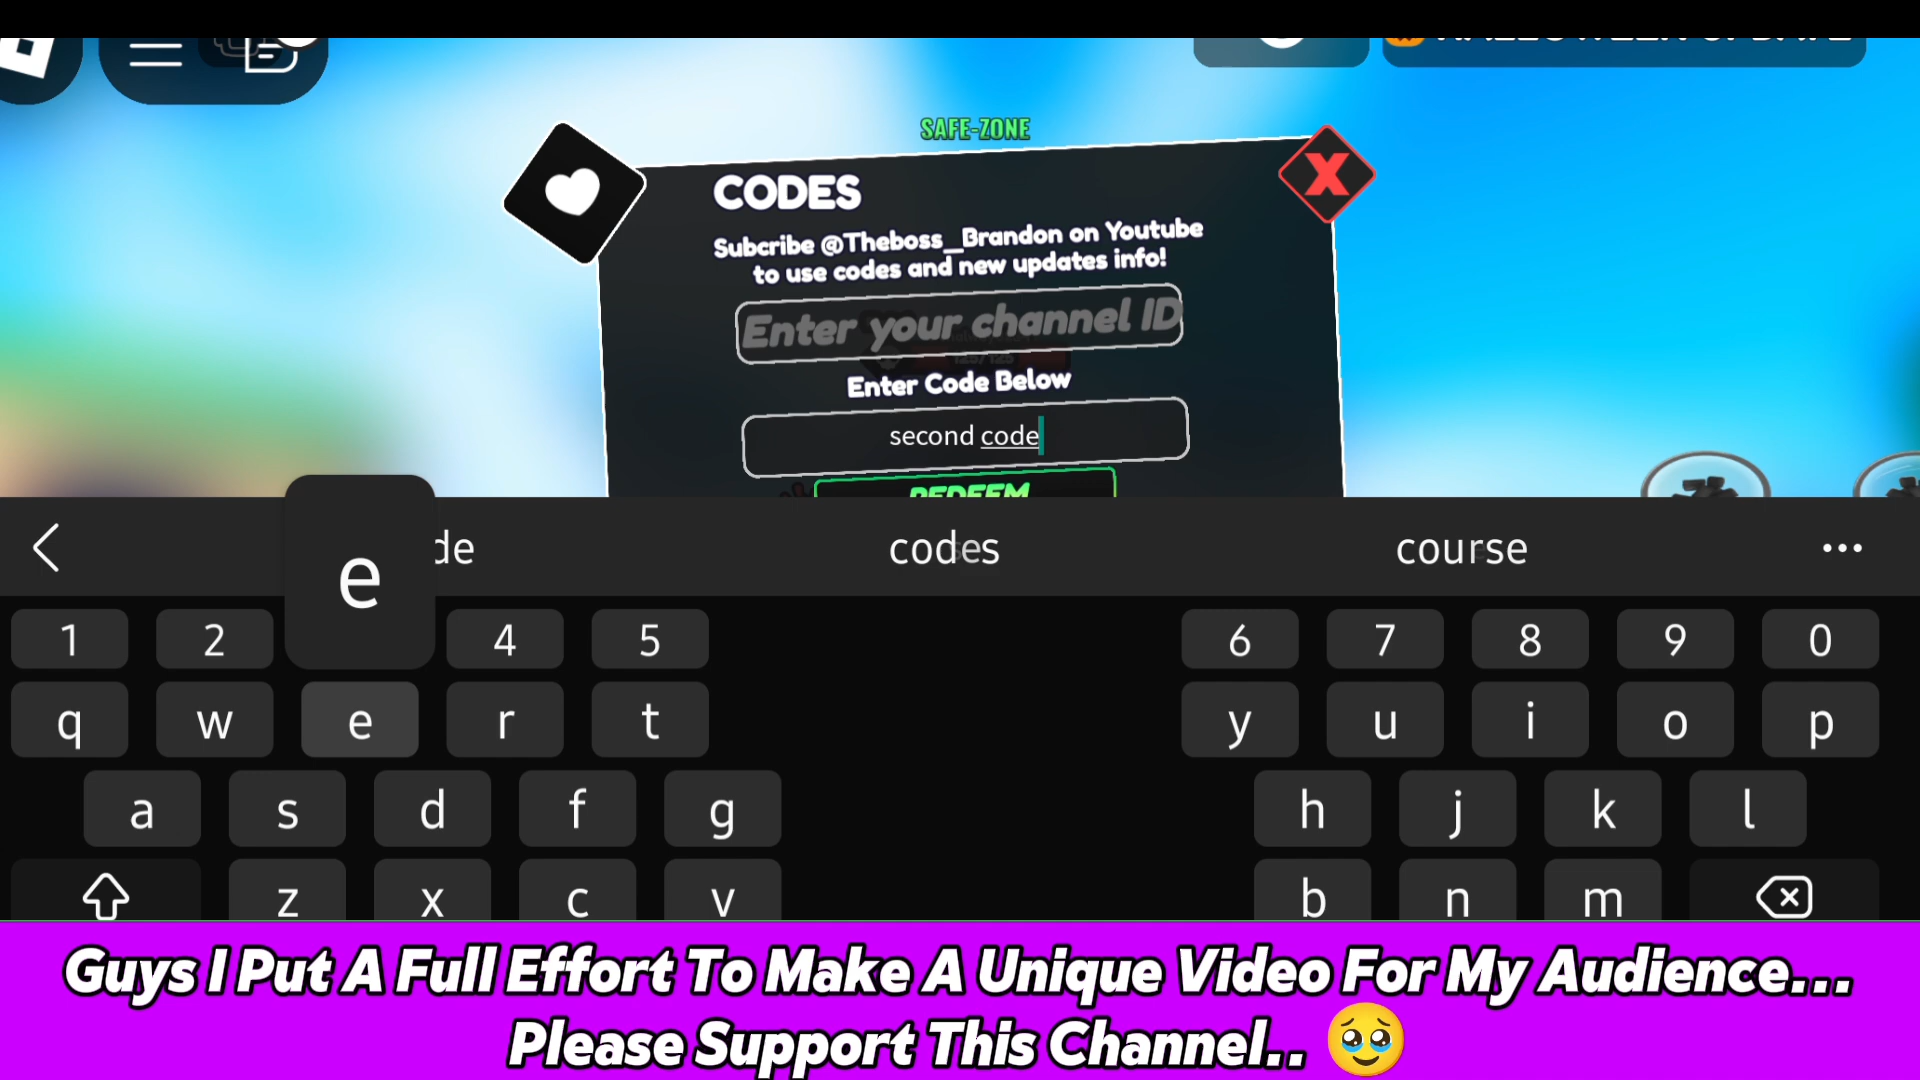 SAFE-ZONE
X
CODES
Subcribe @Theboss_Brandon on Youtube
to use codes and new updates info!
Enter your channel ID
Enter Code Below
second code
REDEEM
e
de
codes
course
1 2 4 5 6 7 8 9 0
q w e r t y u i o p
a s d f g h j k l
z x c v b n m
Guys I Put A Full Effort To Make A Unique Video For My Audience...
Please Support This Channel..